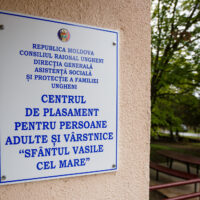 REPUBLICA MOLDOVA
CONSILIUL RAIONAL UNGHENI
DIRECȚIA GENERALĂ
ASISTENȚĂ SOCIALĂ
ȘI PROTECȚIE A FAMILIEI
UNGHENI
CENTRUL
DE PLASAMENT
PENTRU PERSOANE
ADULTE ȘI VÂRSTNICE
“SFÂNTUL VASILE
CEL MARE”